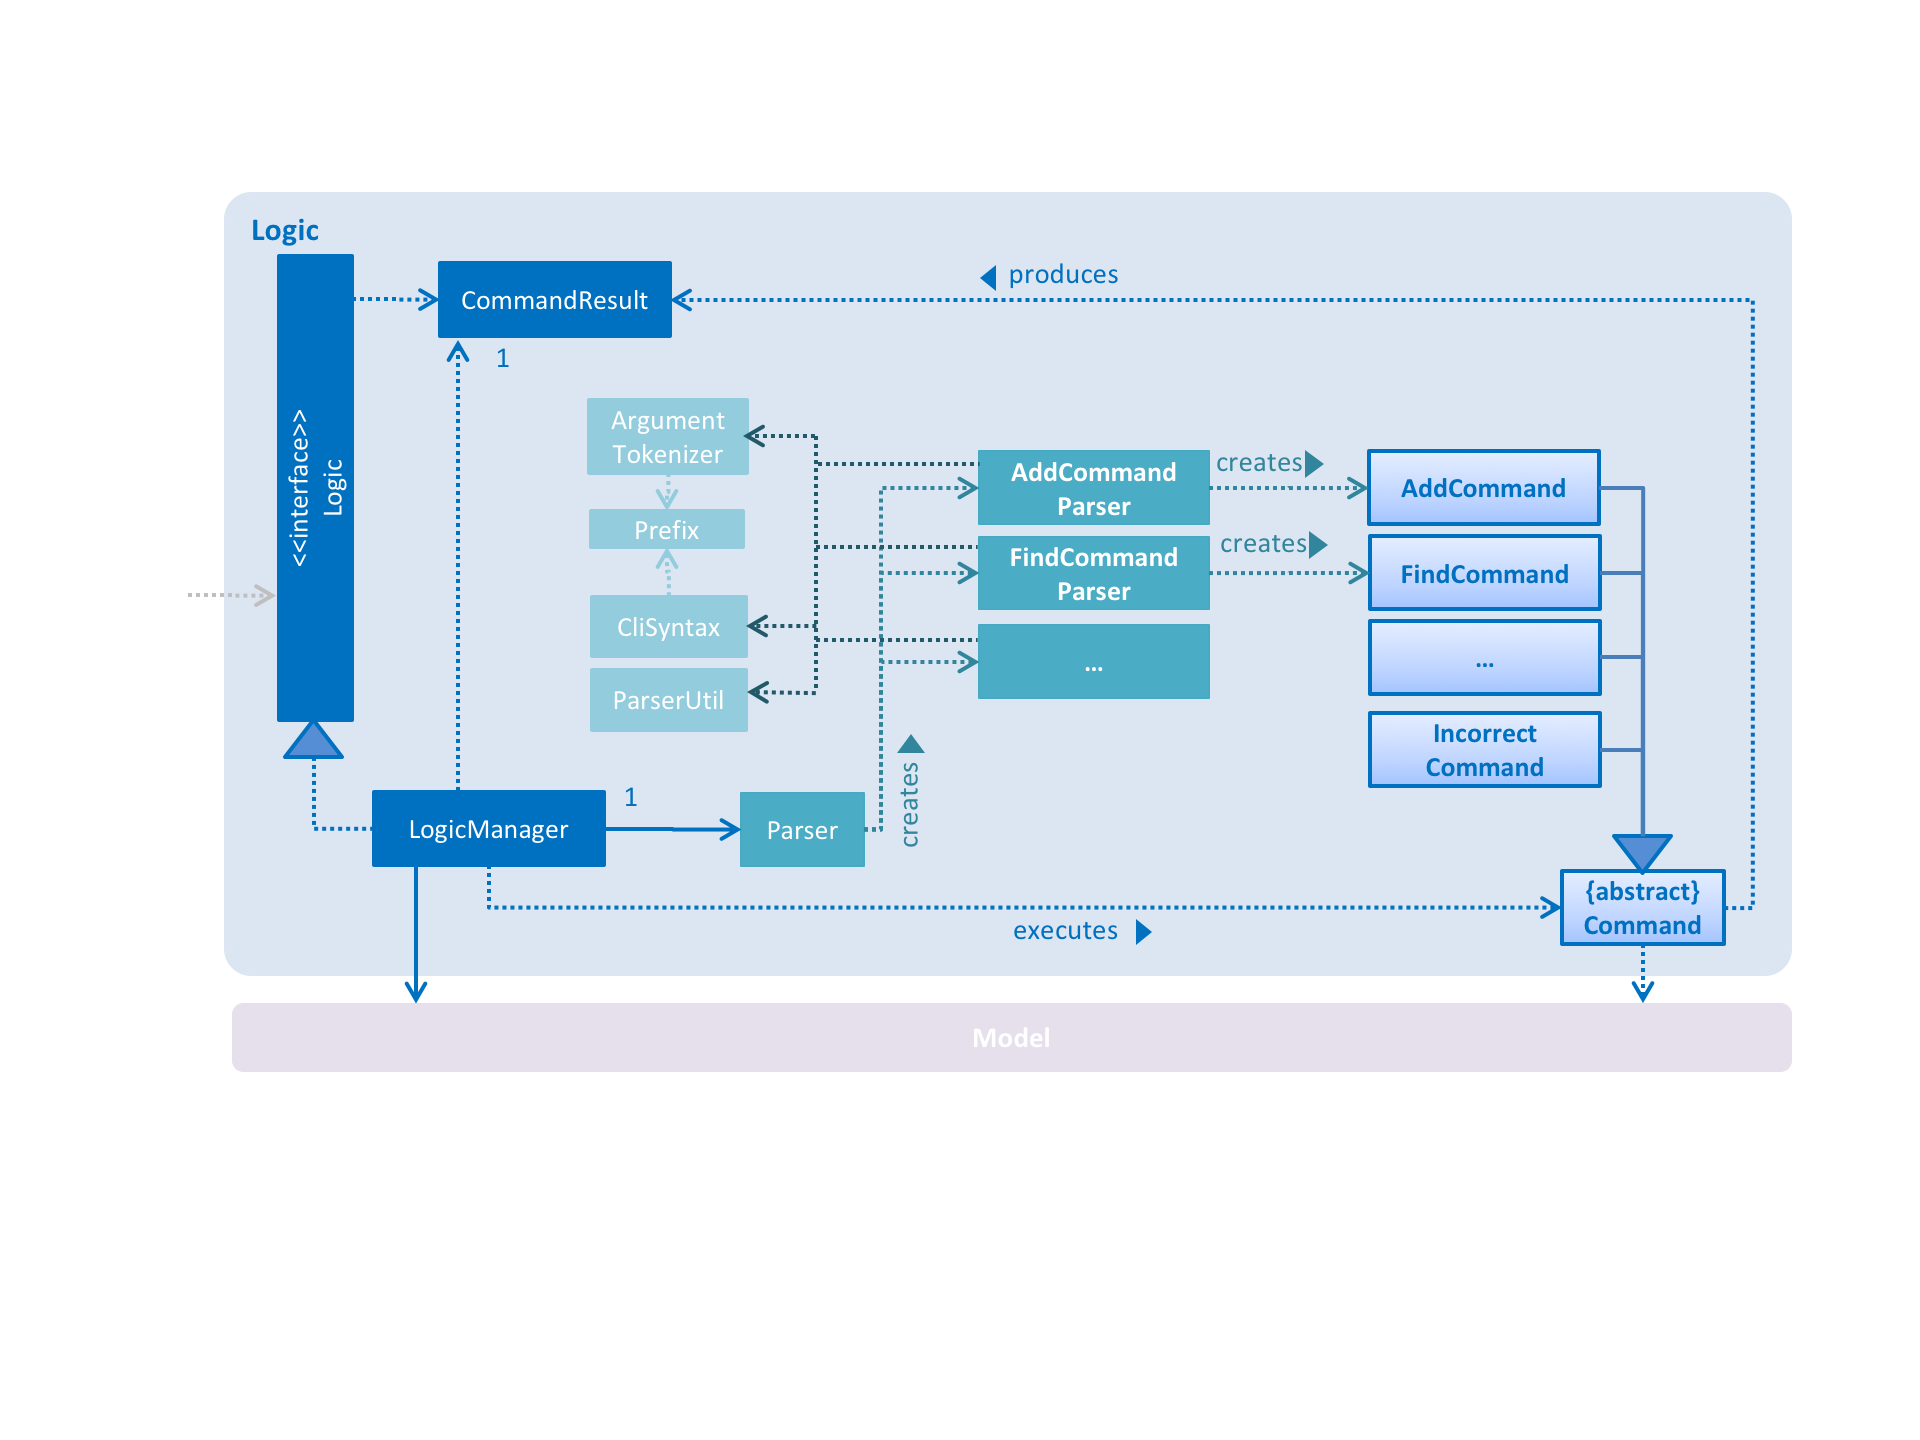 Logic
<<interface>>
Logic
CommandResult
produces
1
Argument
Tokenizer
Prefix
CliSyntax
ParserUtil
AddCommand
Parser
FindCommand
Parser
...
creates
creates
AddCommand
FindCommand
...
Incorrect
Command
creates
LogicManager
1
Parser
executes
{abstract}
Command
Model